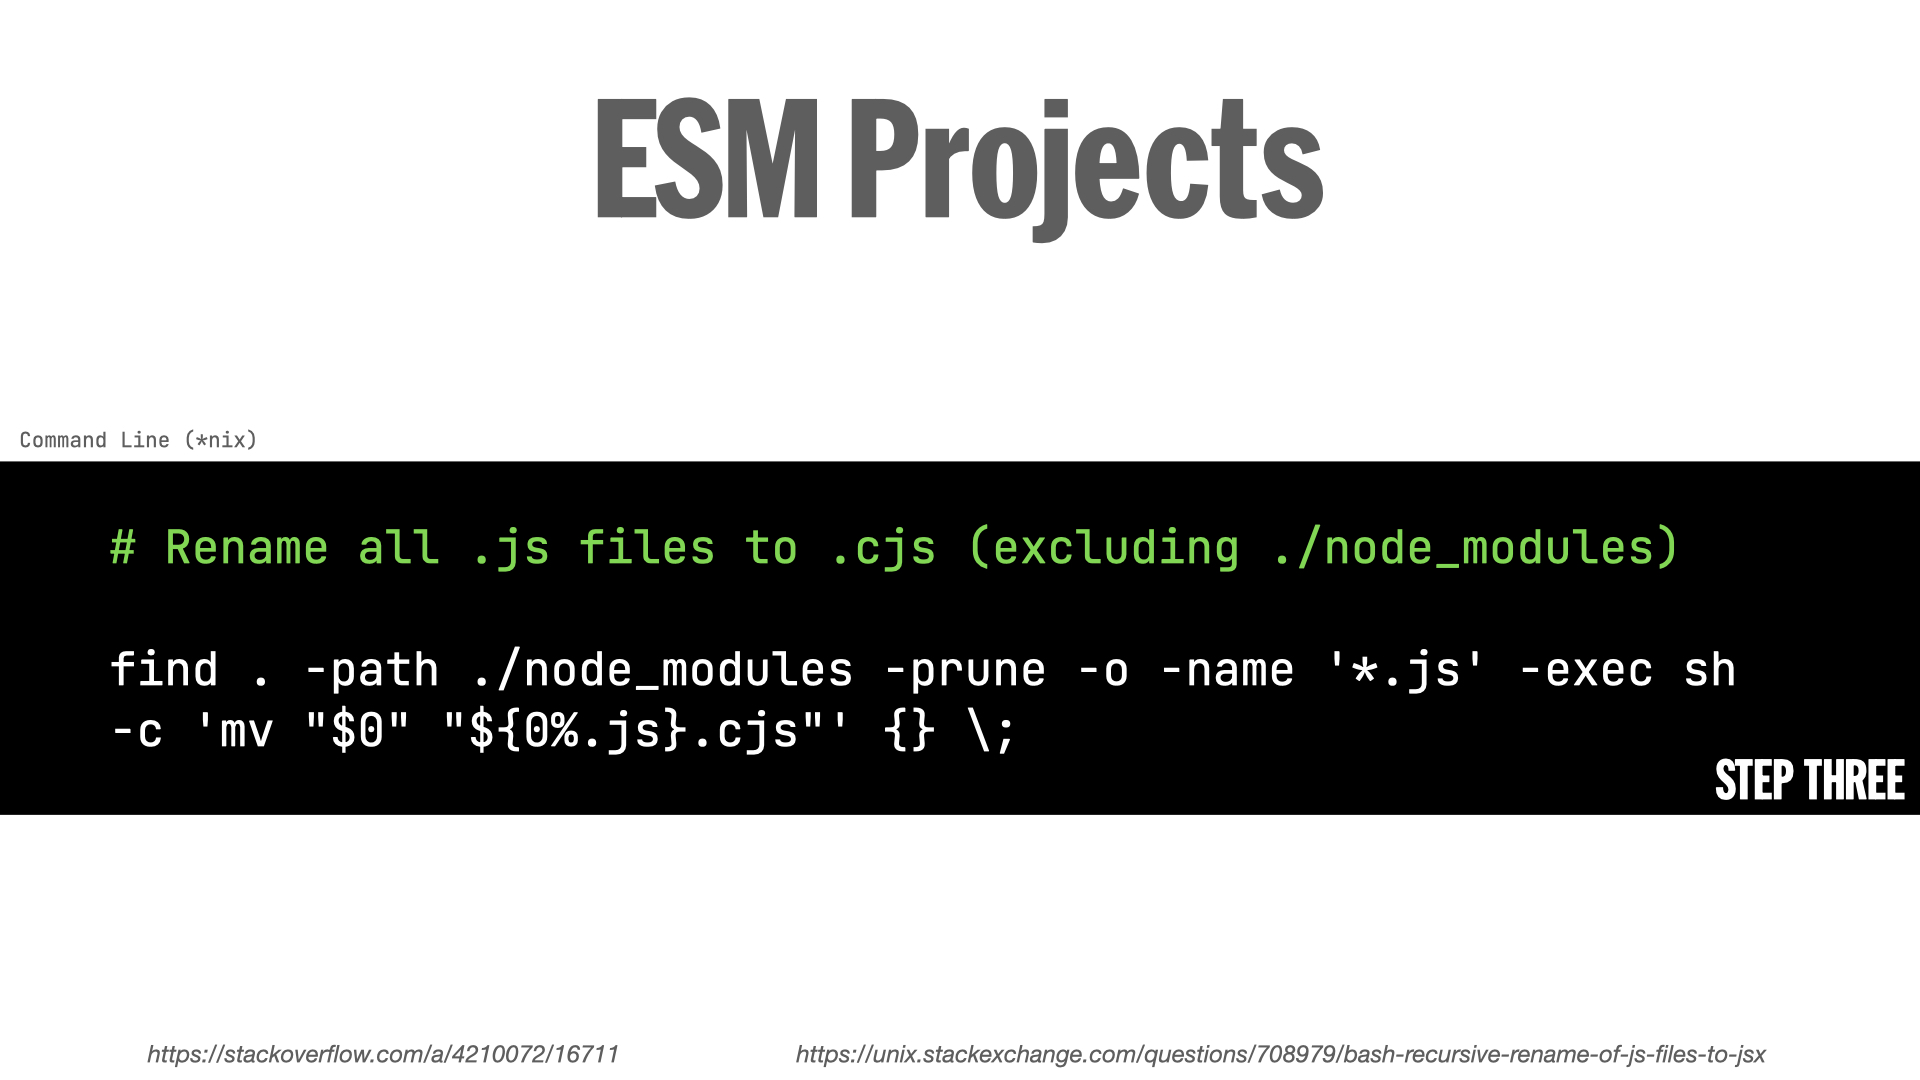 ESM Projects
Command Line (*nix)
# Rename all .js files to .cjs (excluding ./node_modules)
find . -path ./node_modules -prune -o -name '*.js' -exec sh
-c 'mv "$0" "${0%.js}.cjs"' {} \;
STEP THREE
https://stackoverflow.com/a/4210072/16711
https://unix.stackexchange.com/questions/708979/bash-recursive-rename-of-js-files-to-jsx